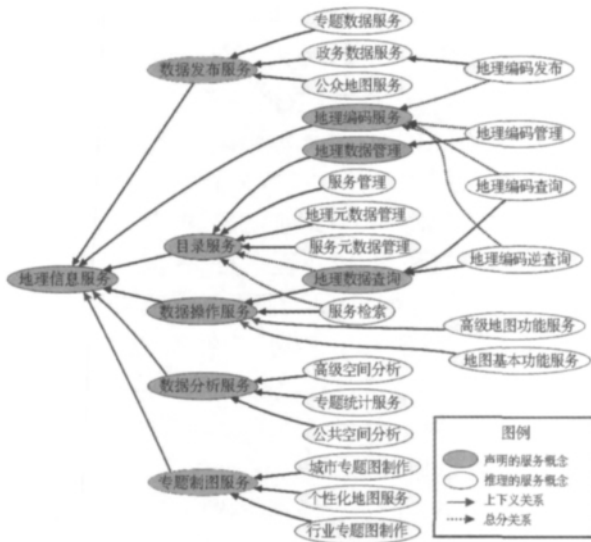 专题数据服务
政务数据服务
数据发布服务
地理编码发布
公众地图服务
地理编码服务
地理编码管理
地理数据管理
服务管理
地理编码查询
地理元数据管理
目录服务
服务元数据管理
地理编码逆查询
地理信息服务
地理数据查询
数据操作服务
服务检索
高级地图功能服务
地图基本功能服务
高级空间分析
数据分析服务
专题统计服务
公共空间分析
城市专题图制作
专题制图服务
个性化地图服务
行业专题图制作
图例
声明的服务概念
推理的服务概念
上下义关系
总分关系